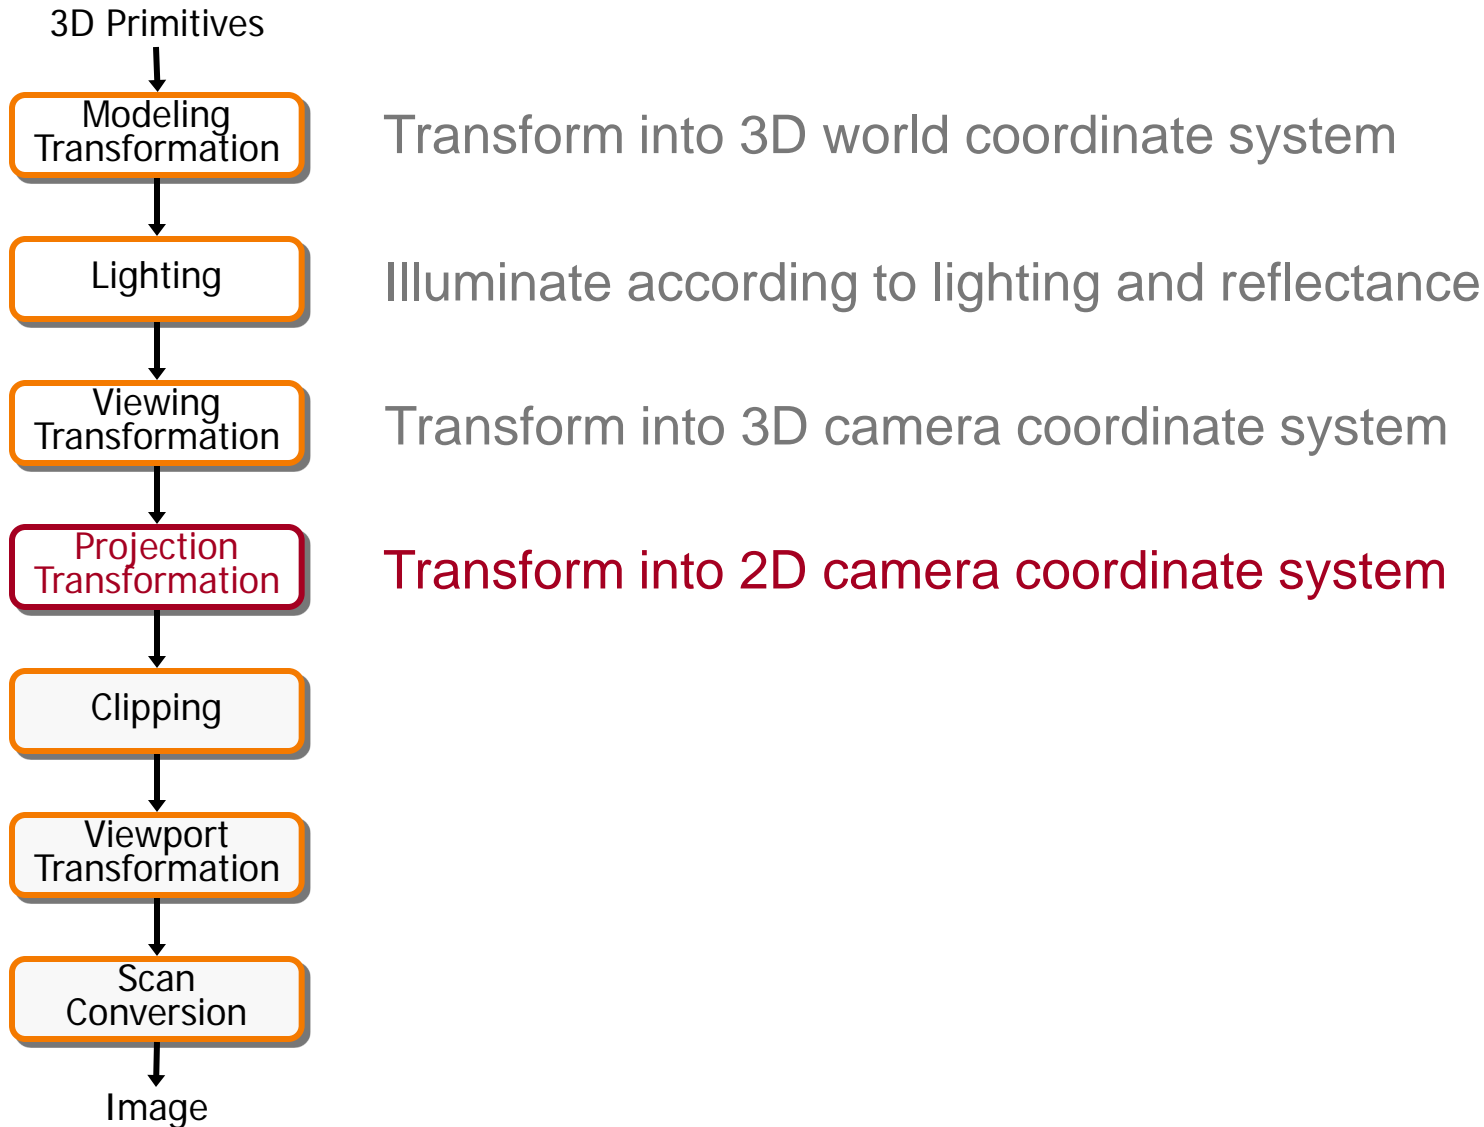 3D Primitives
Modeling
Transformation
Transform into 3D world coordinate system
Lighting
Illuminate according to lighting and reflectance
Viewing
Transformation
Transform into 3D camera coordinate system
Projection
Transformation
Transform into 2D camera coordinate system
Clipping
Viewport
Transformation
Scan
Conversion
Image